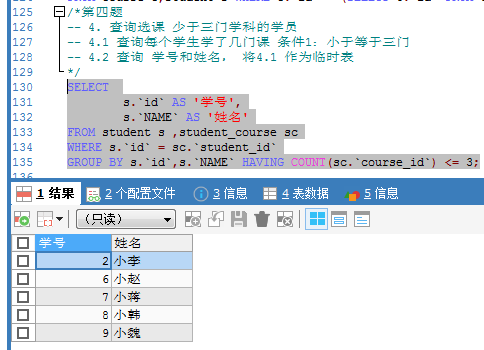 125 /*第四题
126 -- 4. 查询选课 少于三门学科的学员
127 -- 4.1 查询每个学生学了几门课 条件1：小于等于三门
128 -- 4.2 查询 学号和姓名， 将4.1 作为临时表
129 */
130 SELECT
131 s.`id` AS '学号',
132 s.`NAME` AS '姓名'
133 FROM student s ,student_course sc
134 WHERE s.`id` = sc.`student_id`
135 GROUP BY s.`id`,s.`NAME` HAVING COUNT(sc.`course_id`) <= 3;
1 结果 2 个配置文件 3 信息 4 表数据 5 信息
(只读)
学号 姓名
2 小李
6 小赵
7 小蒋
8 小韩
9 小魏